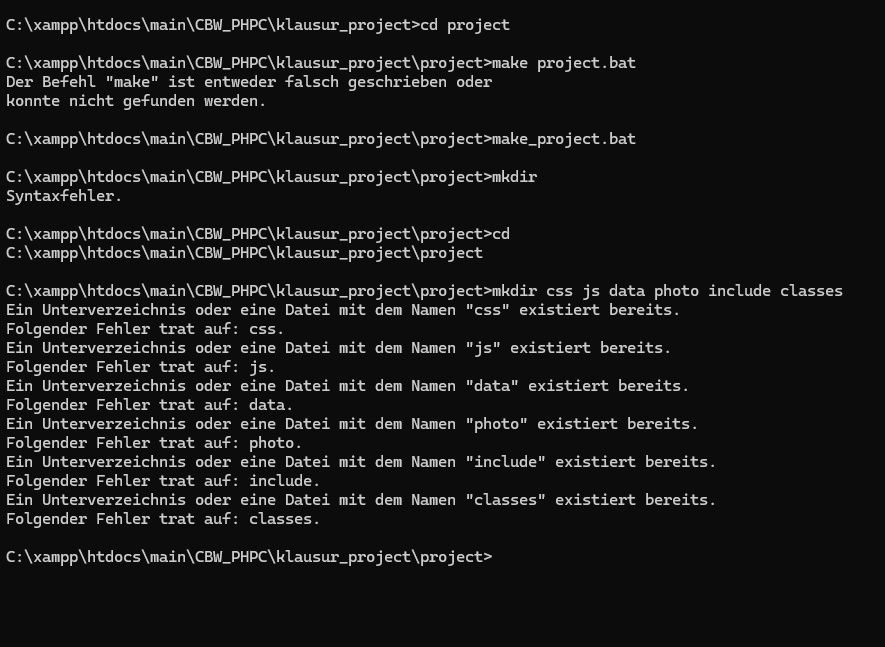 C:\xampp\htdocs\main\CBW_PHPC\klausur_project>cd project
C:\xampp\htdocs\main\CBW_PHPC\klausur_project\project>make project.bat
Der Befehl "make" ist entweder falsch geschrieben oder
konnte nicht gefunden werden.
C:\xampp\htdocs\main\CBW_PHPC\klausur_project\project>make_project.bat
C:\xampp\htdocs\main\CBW_PHPC\klausur_project\project>mkdir
Syntaxfehler.
C:\xampp\htdocs\main\CBW_PHPC\klausur_project\project>cd
C:\xampp\htdocs\main\CBW_PHPC\klausur_project\project
C:\xampp\htdocs\main\CBW_PHPC\klausur_project\project>mkdir css js data photo include classes
Ein Unterverzeichnis oder eine Datei mit dem Namen "css" existiert bereits.
Folgender Fehler trat auf: css.
Ein Unterverzeichnis oder eine Datei mit dem Namen "js" existiert bereits.
Folgender Fehler trat auf: js.
Ein Unterverzeichnis oder eine Datei mit dem Namen "data" existiert bereits.
Folgender Fehler trat auf: data.
Ein Unterverzeichnis oder eine Datei mit dem Namen "photo" existiert bereits.
Folgender Fehler trat auf: photo.
Ein Unterverzeichnis oder eine Datei mit dem Namen "include" existiert bereits.
Folgender Fehler trat auf: include.
Ein Unterverzeichnis oder eine Datei mit dem Namen "classes" existiert bereits.
Folgender Fehler trat auf: classes.
C:\xampp\htdocs\main\CBW_PHPC\klausur_project\project>